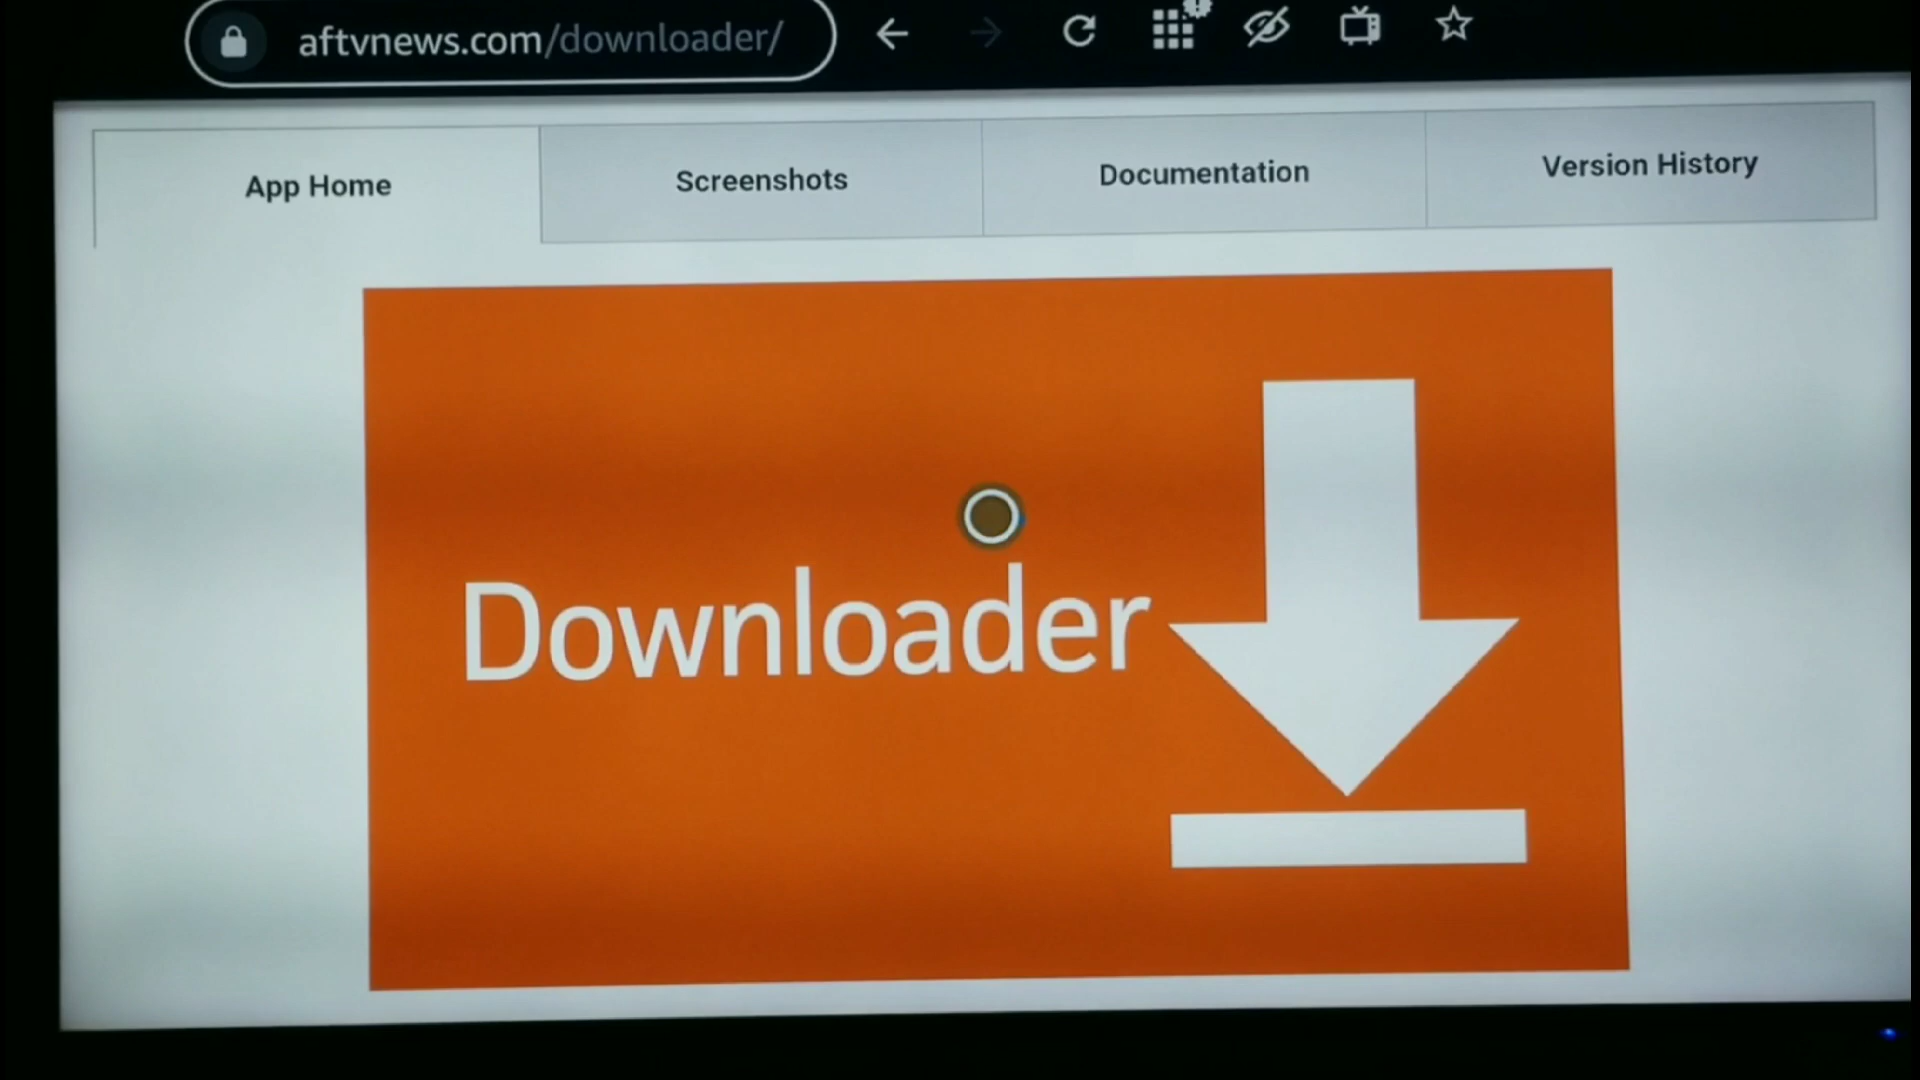 aftvnews.com/downloader/
App Home
Screenshots
Documentation
Version History
Downloader